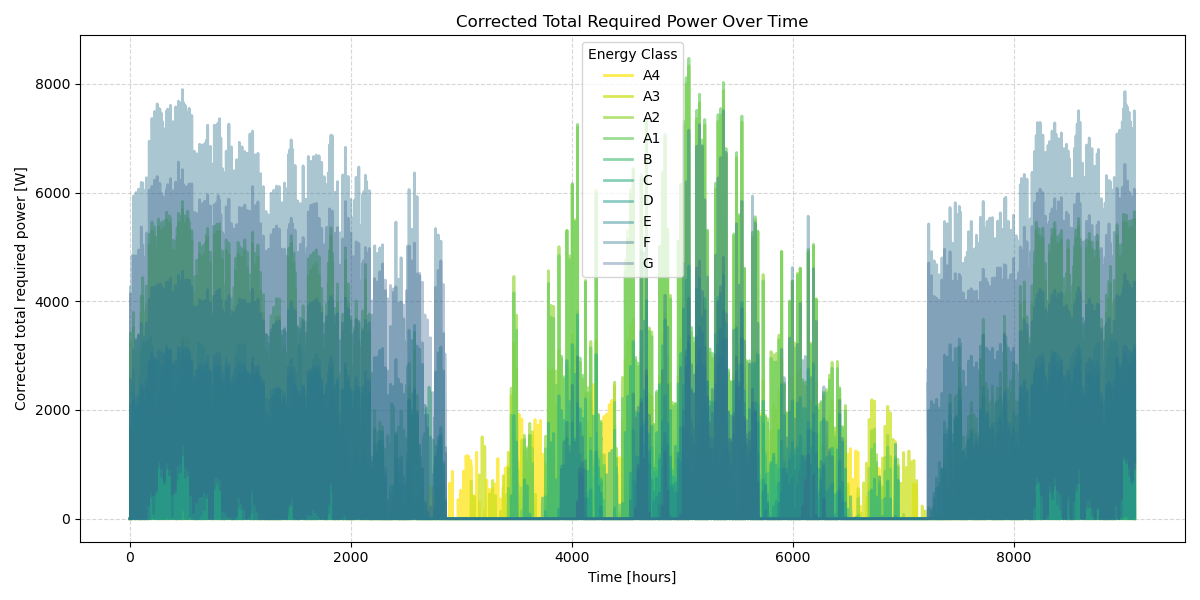 Corrected Total Required Power Over Time
Corrected total required power [W]
8000
6000
4000
2000
0
Energy Class
A4
A3
A2
A1
B
C
D
E
F
G
0 2000 4000 6000 8000
Time [hours]